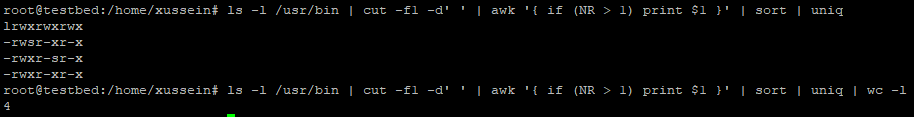 root@testbed:/home/xussein# ls -l /usr/bin | cut -f1 -d' ' | awk '{ if (NR > 1) print $1 }' | sort | uniq
lrwxrwxrwx
-rwsr-xr-x
-rwxr-sr-x
-rwxr-xr-x
root@testbed:/home/xussein# ls -l /usr/bin | cut -f1 -d' ' | awk '{ if (NR > 1) print $1 }' | sort | uniq | wc -l
4